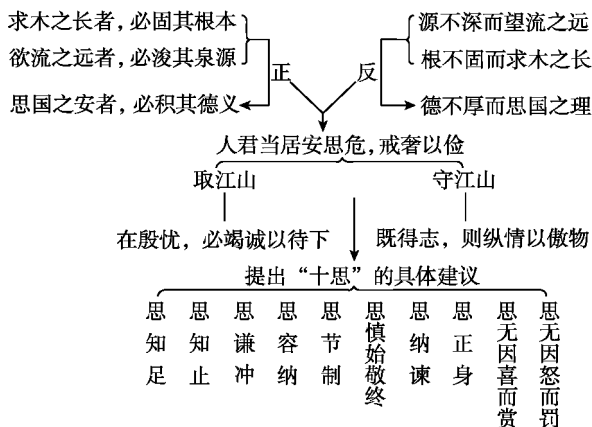 求木之长者，必固其根本
欲流之远者，必浚其泉源
思国之安者，必积其德义
正
反
源不深而望流之远
根不固而求木之长
德不厚而思国之理
人君当居安思危，戒奢以俭
取江山
守江山
在殷忧，必竭诚以待下
既得志，则纵情以傲物
提出“十思”的具体建议
思知足
思知止
思谦冲
思容纳
思节制
思慎始敬终
思纳谏
思正身
思无因喜而赏
思无因怒而罚